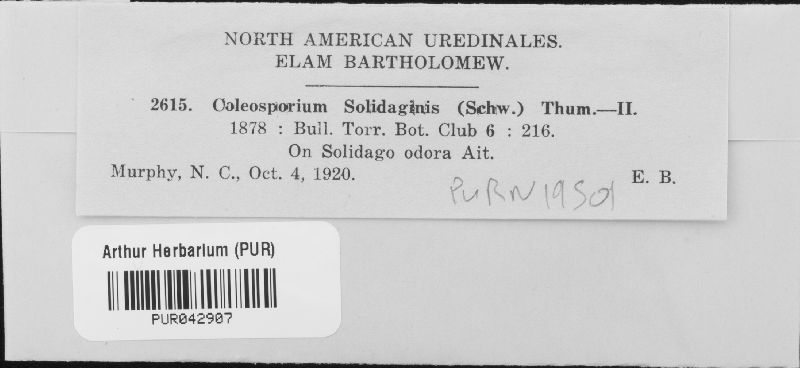 NORTH AMERICAN UREDINALES.
ELAM BARTHOLOMEW.
2615. Coleosporium Solidaginis (Schw.) Thum.—II.
1878 : Bull. Torr. Bot. Club 6 : 216.
On Solidago odora Ait.
Murphy, N. C., Oct. 4, 1920. E. B.
PURN19501
Arthur Herbarium (PUR)
PUR042907